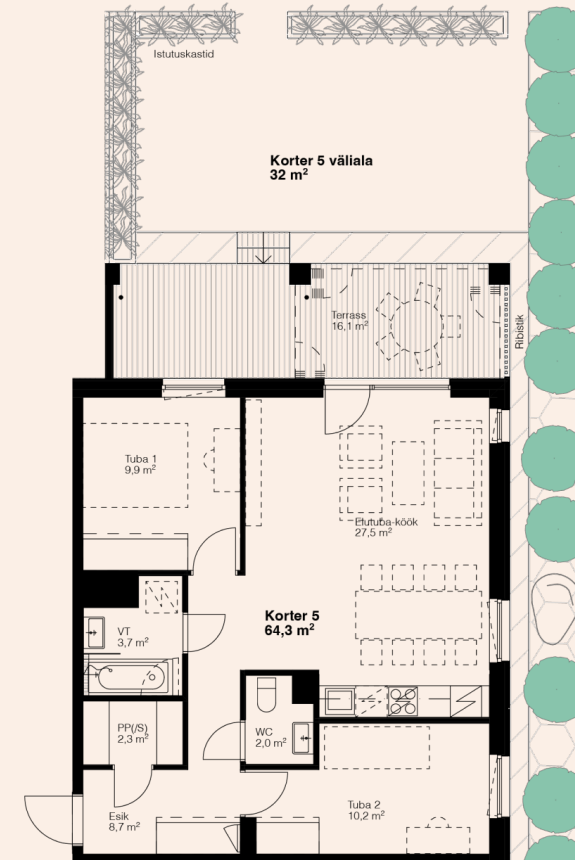 Istutuskastid
Korter 5 väliala
32 m²
Terrass
16,1 m²
Ribistik
Tuba 1
9,9 m²
Elutuba-köök
27,5 m²
Korter 5
64,3 m²
VT
3,7 m²
PP(/S)
2,3 m²
WC
2,0 m²
Esik
8,7 m²
Tuba 2
10,2 m²